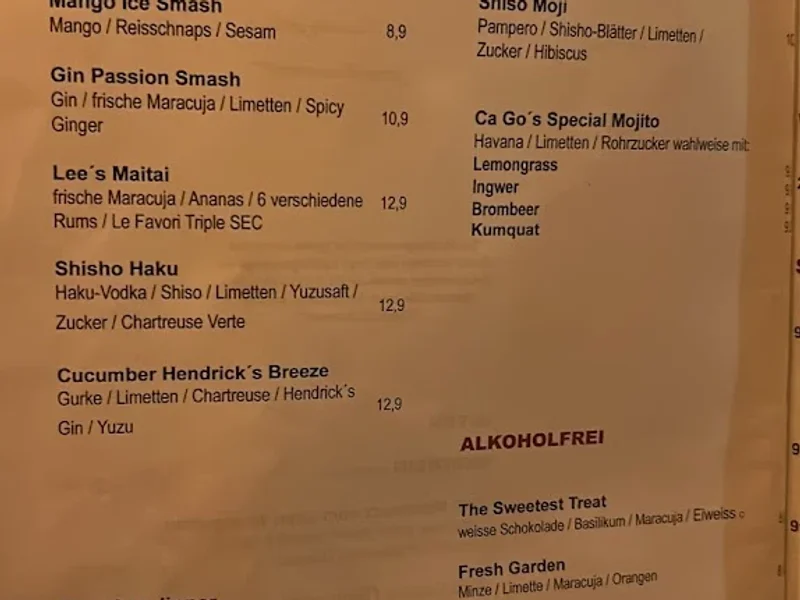 Mango Ice Smash
Mango / Reisschnaps / Sesam 8,9
Gin Passion Smash
Gin / frische Maracuja / Limetten / Spicy
Ginger 10,9
Lee´s Maitai
frische Maracuja / Ananas / 6 verschiedene 12,9
Rums / Le Favori Triple SEC
Shisho Haku
Haku-Vodka / Shiso / Limetten / Yuzusaft / 12,9
Zucker / Chartreuse Verte
Cucumber Hendrick´s Breeze
Gurke / Limetten / Chartreuse / Hendrick´s 12,9
Gin / Yuzu
Shiso Moji
Pampero / Shisho-Blätter / Limetten /
Zucker / Hibiscus
Ca Go´s Special Mojito
Havana / Limetten / Rohrzucker wahlweise mit:
Lemongrass
Ingwer
Brombeer
Kumquat
ALKOHOLFREI
The Sweetest Treat
weisse Schokolade / Basilikum / Maracuja / Eiweiss c
Fresh Garden
Minze / Limette / Maracuja / Orangen